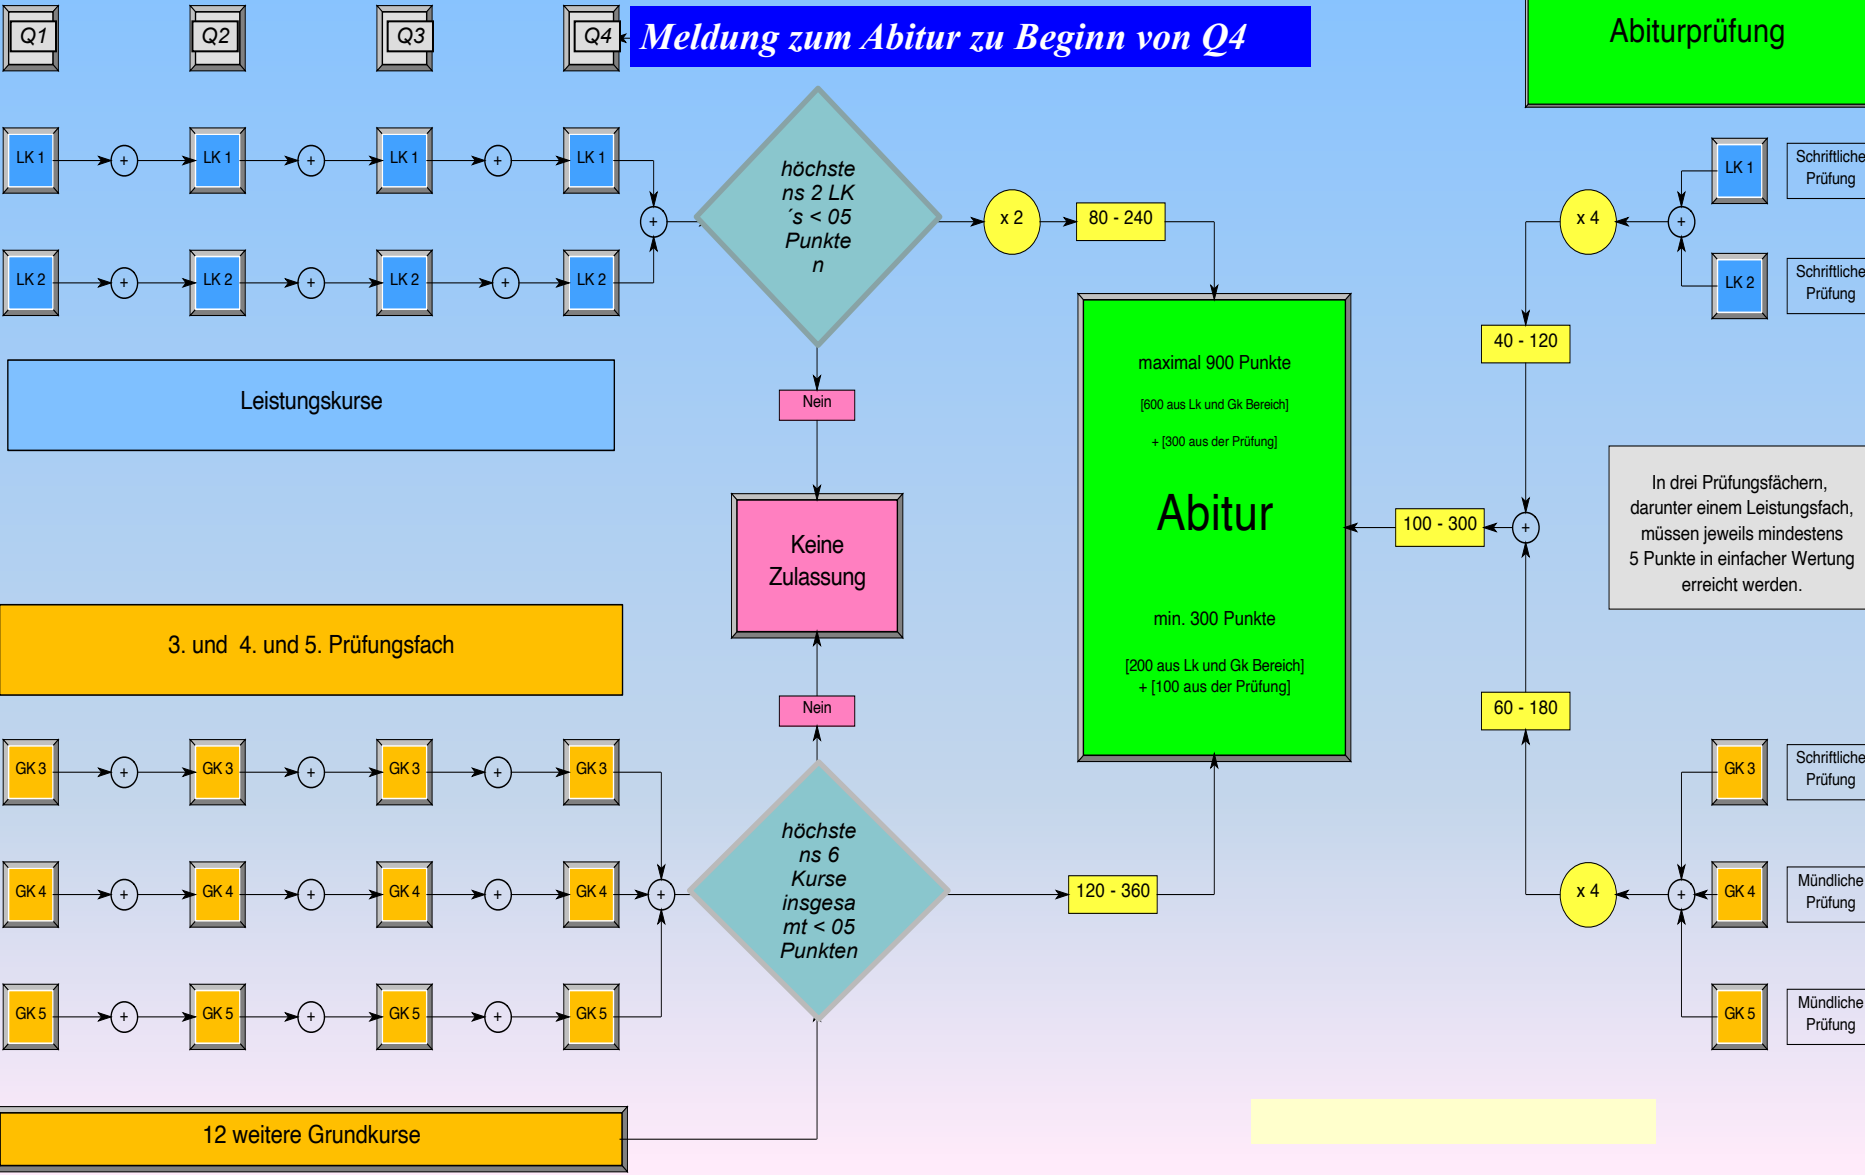 Q1
Q2
Q3
Q4
Meldung zum Abitur zu Beginn von Q4
Abiturprüfung
LK 1
+
LK 1
+
LK 1
+
LK 1
höchste
ns 2 LK
´s < 05
Punkte
n
+
x 2
80 - 240
x 4
+
LK 1
Schriftliche
Prüfung
LK 2
+
LK 2
+
LK 2
+
LK 2
LK 2
Schriftliche
Prüfung
40 - 120
Leistungskurse
Nein
maximal 900 Punkte
[600 aus Lk und Gk Bereich]
+ [300 aus der Prüfung]
Abitur
min. 300 Punkte
[200 aus Lk und Gk Bereich]
+ [100 aus der Prüfung]
Keine
Zulassung
100 - 300
+
In drei Prüfungsfächern,
darunter einem Leistungsfach,
müssen jeweils mindestens
5 Punkte in einfacher Wertung
erreicht werden.
3. und 4. und 5. Prüfungsfach
Nein
60 - 180
GK 3
+
GK 3
+
GK 3
+
GK 3
GK 3
Schriftliche
Prüfung
höchste
ns 6
Kurse
insgesa
mt < 05
Punkten
GK 4
+
GK 4
+
GK 4
+
GK 4
+
120 - 360
x 4
+
GK 4
Mündliche
Prüfung
GK 5
+
GK 5
+
GK 5
+
GK 5
GK 5
Mündliche
Prüfung
12 weitere Grundkurse